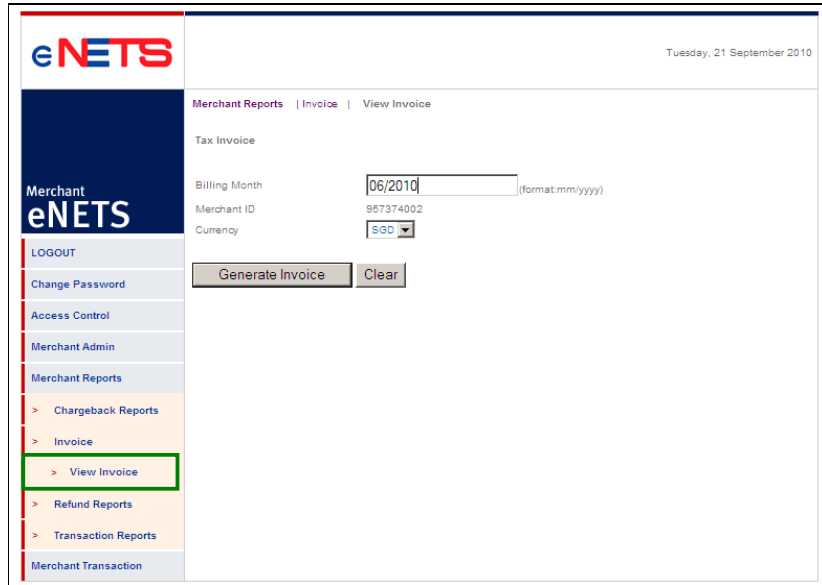 eNETS
Tuesday, 21 September 2010
Merchant Reports | Invoice | View Invoice
Tax Invoice
Billing Month 06/2010 (format:mm/yyyy)
Merchant ID 957374002
Currency SGD
Generate Invoice Clear
Merchant
eNETS
LOGOUT
Change Password
Access Control
Merchant Admin
Merchant Reports
> Chargeback Reports
> Invoice
> View Invoice
> Refund Reports
> Transaction Reports
Merchant Transaction